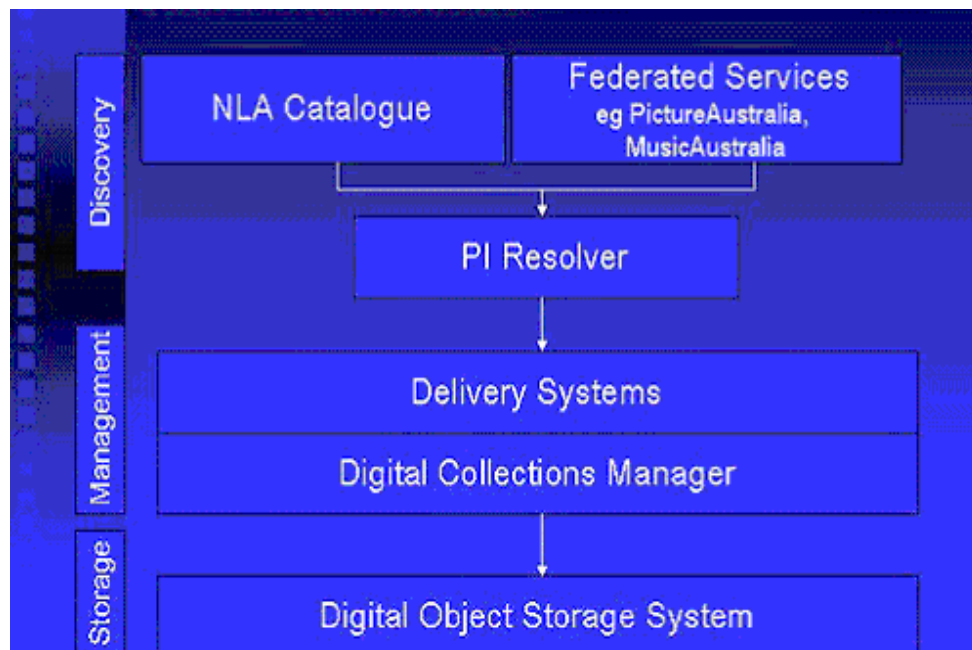 Discovery
NLA Catalogue
Federated Services
eg PictureAustralia,
MusicAustralia
PI Resolver
Management
Delivery Systems
Digital Collections Manager
Storage
Digital Object Storage System